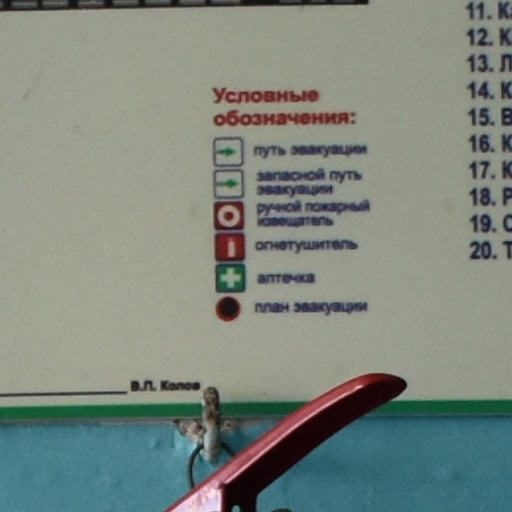 Условные
обозначения:
путь эвакуации
запасной путь
эвакуации
ручной пожарный
извещатель
огнетушитель
аптечка
план эвакуации
В.П. Колов
11. Ка
12. К
13. Л
14. К
15. В
16. К
17. К
18. Р
19. С
20. Т